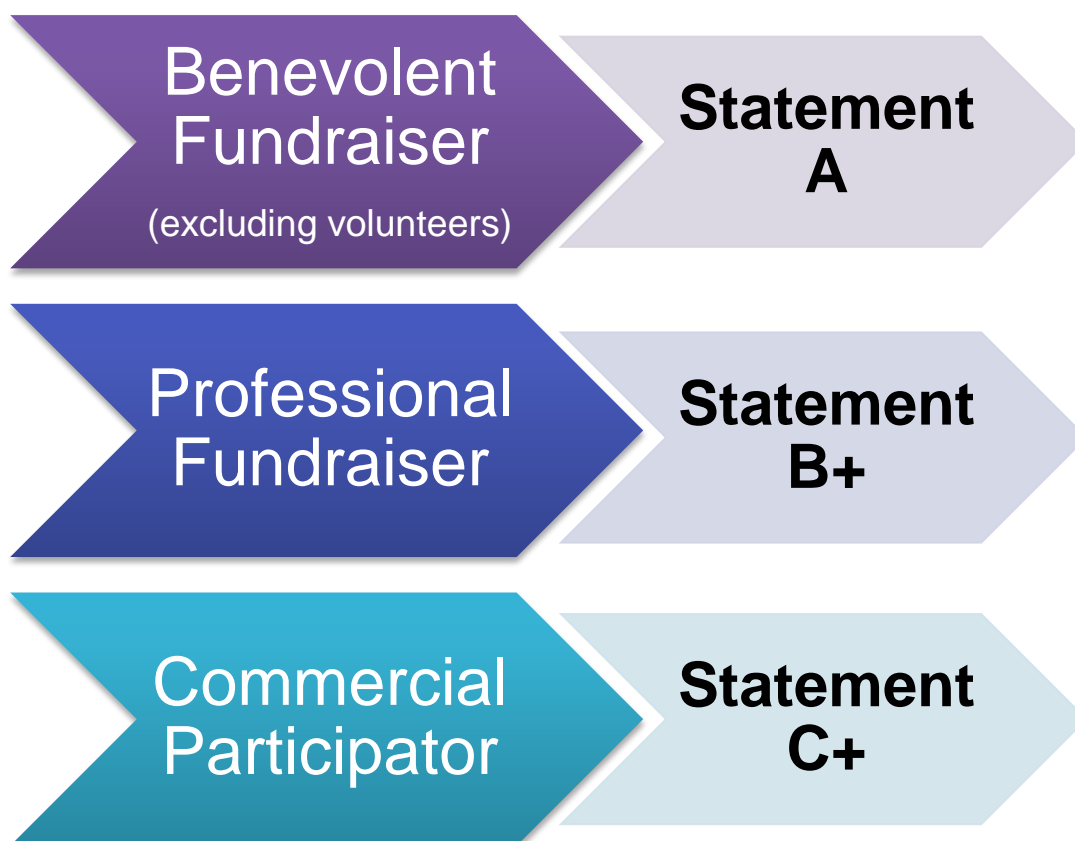 Benevolent
Fundraiser
(excluding volunteers)
Statement
A
Professional
Fundraiser
Statement
B+
Commercial
Participator
Statement
C+